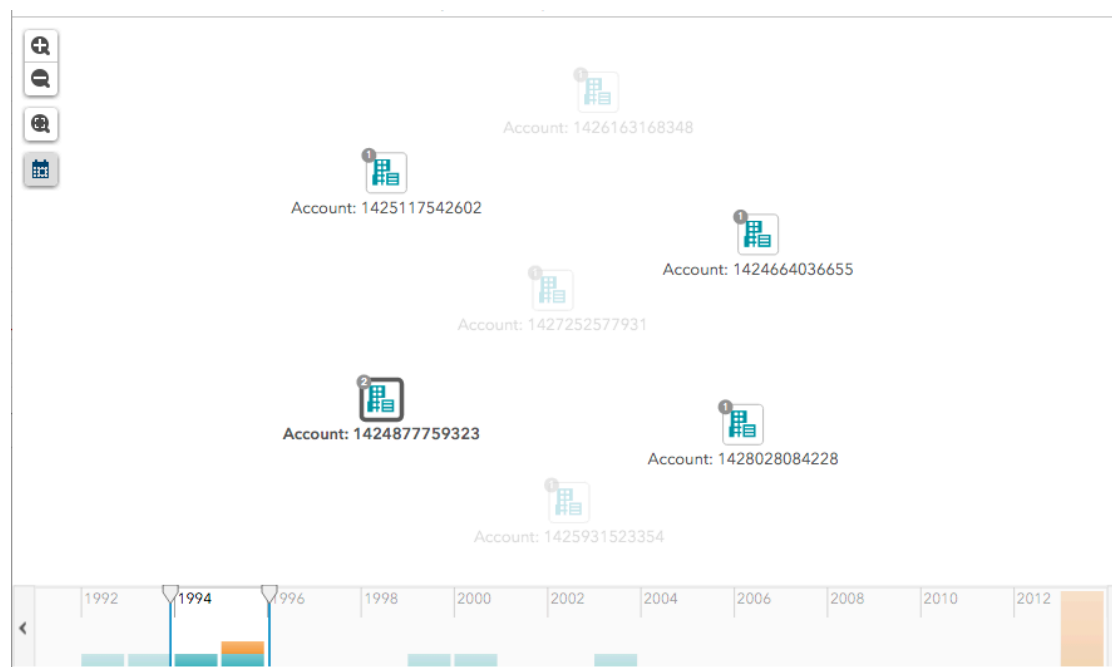 1
Account: 1426163168348
1
Account: 1425117542602
1
Account: 1424664036655
1
Account: 1427252577931
2
Account: 1424877759323
1
Account: 1428028084228
1
Account: 1425931523354
1992 1994 1996 1998 2000 2002 2004 2006 2008 2010 2012